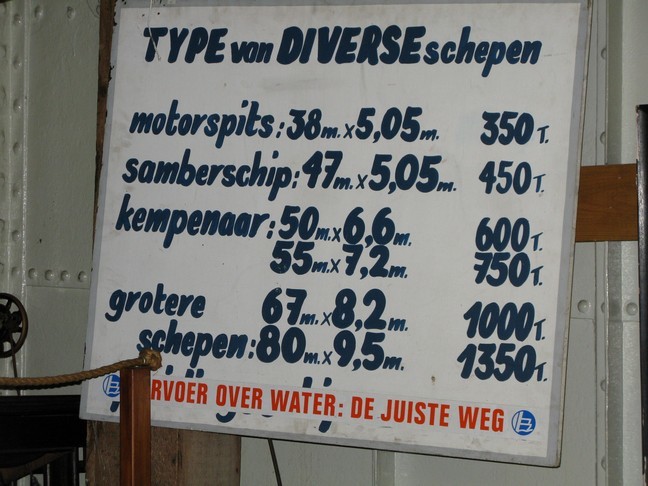 TYPE van DIVERSE schepen
motorspits: 38m. x 5,05m. 350 T.
samberschip: 47m. x 5,05m. 450 T.
kempenaar: 50m. x 6,6m. 600 T.
55m. x 7,2m. 750 T.
grotere 67m. x 8,2m. 1000 T.
schepen: 80m. x 9,5m. 1350 T.
RVOER OVER WATER: DE JUISTE WEG